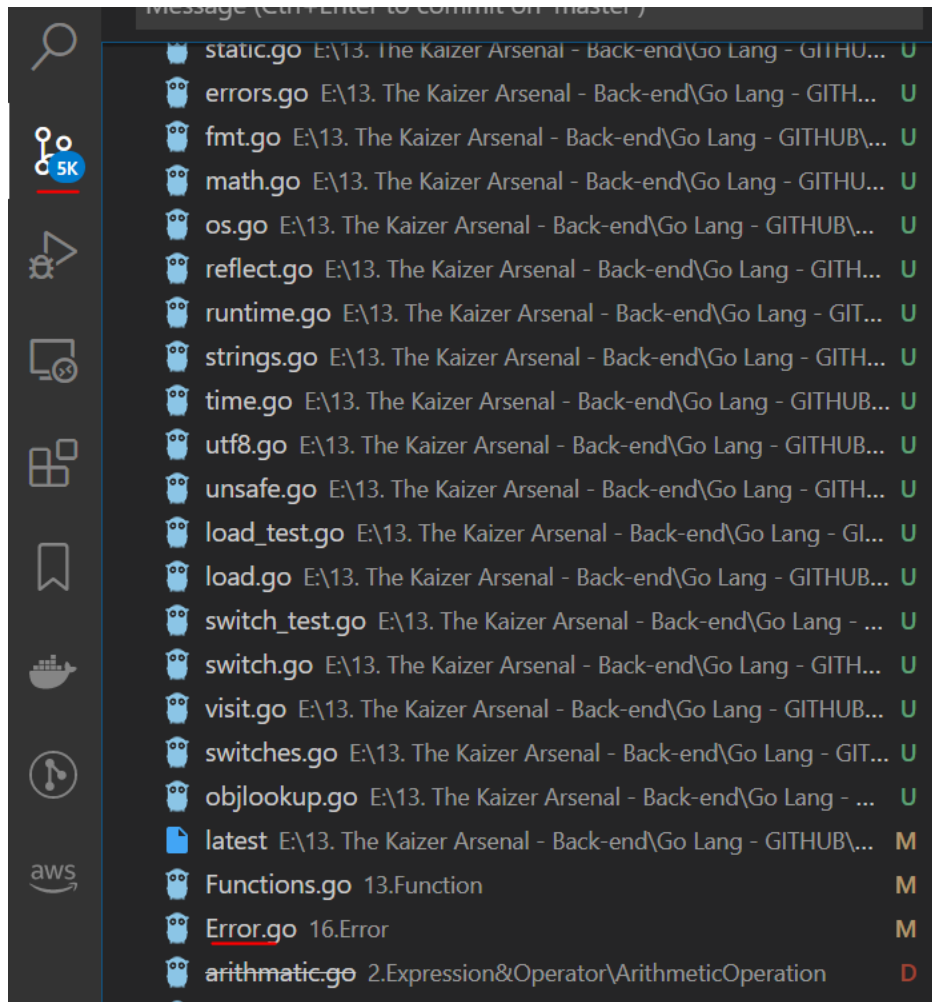 Message (Ctrl+Enter to commit on 'master')
static.go E:\13. The Kaizer Arsenal - Back-end\Go Lang - GITHU... U
errors.go E:\13. The Kaizer Arsenal - Back-end\Go Lang - GITH... U
5K
fmt.go E:\13. The Kaizer Arsenal - Back-end\Go Lang - GITHUB\... U
math.go E:\13. The Kaizer Arsenal - Back-end\Go Lang - GITHU... U
os.go E:\13. The Kaizer Arsenal - Back-end\Go Lang - GITHUB\... U
reflect.go E:\13. The Kaizer Arsenal - Back-end\Go Lang - GITH... U
runtime.go E:\13. The Kaizer Arsenal - Back-end\Go Lang - GIT... U
strings.go E:\13. The Kaizer Arsenal - Back-end\Go Lang - GITH... U
time.go E:\13. The Kaizer Arsenal - Back-end\Go Lang - GITHUB... U
utf8.go E:\13. The Kaizer Arsenal - Back-end\Go Lang - GITHUB... U
unsafe.go E:\13. The Kaizer Arsenal - Back-end\Go Lang - GITH... U
load_test.go E:\13. The Kaizer Arsenal - Back-end\Go Lang - GI... U
load.go E:\13. The Kaizer Arsenal - Back-end\Go Lang - GITHUB... U
switch_test.go E:\13. The Kaizer Arsenal - Back-end\Go Lang - ... U
switch.go E:\13. The Kaizer Arsenal - Back-end\Go Lang - GITH... U
visit.go E:\13. The Kaizer Arsenal - Back-end\Go Lang - GITHUB... U
switches.go E:\13. The Kaizer Arsenal - Back-end\Go Lang - GIT... U
objlookup.go E:\13. The Kaizer Arsenal - Back-end\Go Lang - ... U
latest E:\13. The Kaizer Arsenal - Back-end\Go Lang - GITHUB\... M
aws
Functions.go 13.Function M
Error.go 16.Error M
arithmatic.go 2.Expression&Operator\ArithmeticOperation D